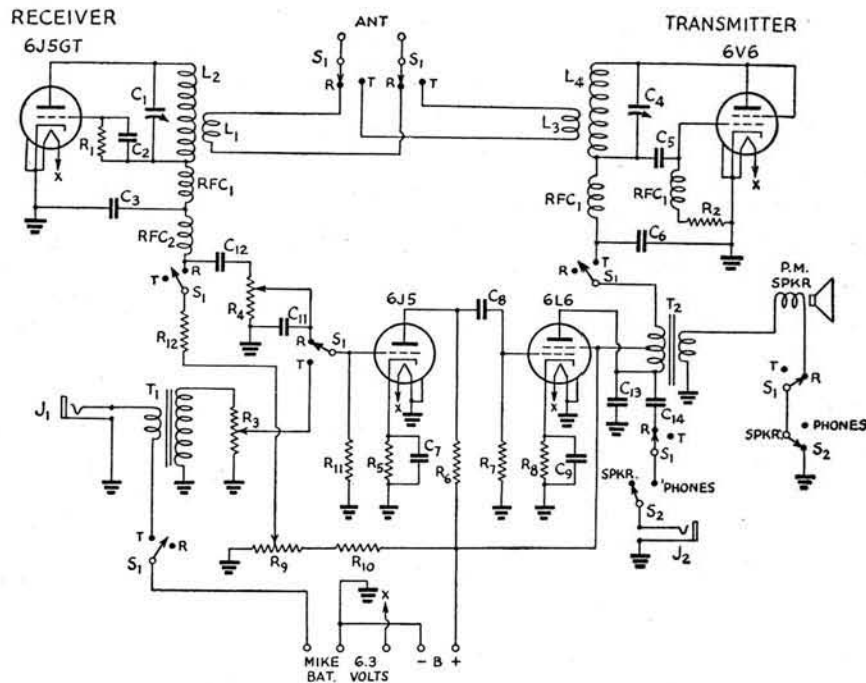 RECEIVER
ANT
TRANSMITTER
6J5GT
6V6
S₁
S₁
L₂
C₁
R
T
R
T
L₄
C₄
R₁
C₂
L₁
L₃
C₅
X
RFC₁
RFC₁
RFC₁
R₂
X
C₃
C₆
RFC₂
C₁₂
P.M.
SPKR
T
R
S₁
R₄
C₁₁
6J5
C₈
6L6
R
T
S₁
T₂
R₁₂
R
S₁
T
X
X
C₁₃
C₁₄
T
R
S₁
J₁
T₁
R₃
R
T
S₁
PHONES
SPKR.
S₂
R₁₁
R₅
C₇
R₆
R₇
R₈
C₉
SPKR.
PHONES
S₂
J₂
T
R
S₁
R₉
R₁₀
X
MIKE
BAT.
6.3
VOLTS
- B +